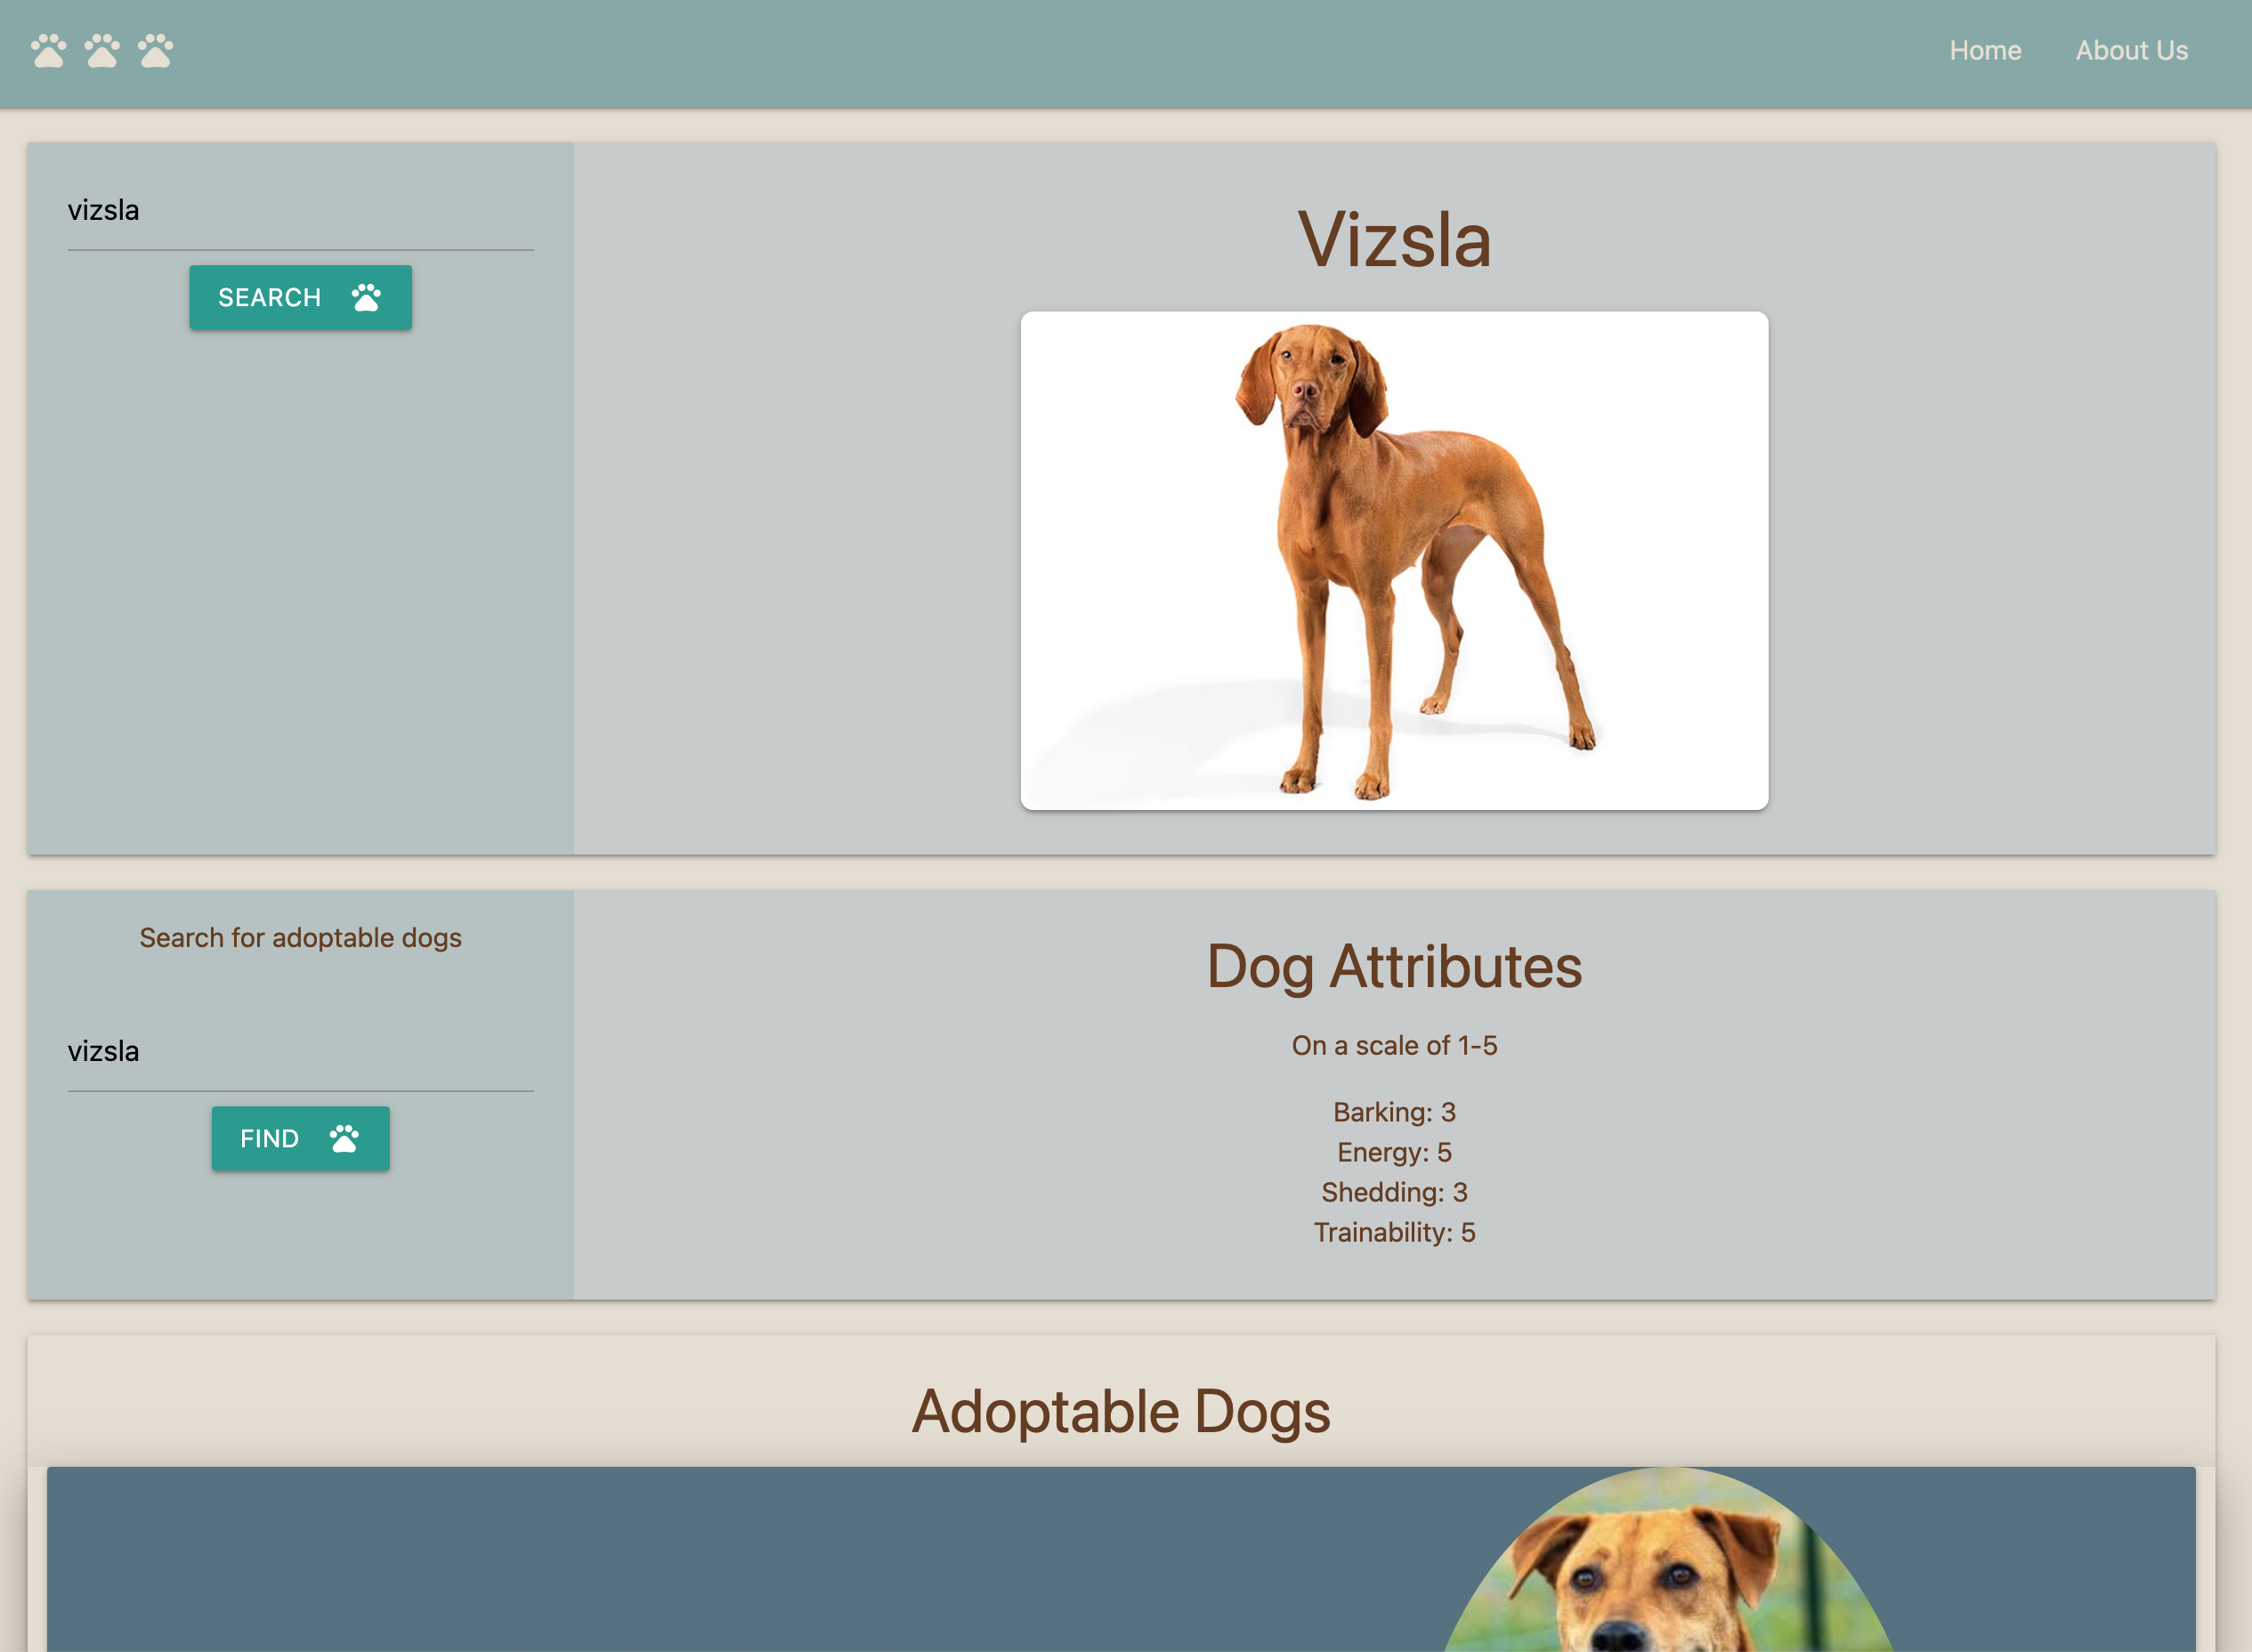 Home
About Us
vizsla
SEARCH
Vizsla
Search for adoptable dogs
vizsla
FIND
Dog Attributes
On a scale of 1-5
Barking: 3
Energy: 5
Shedding: 3
Trainability: 5
Adoptable Dogs